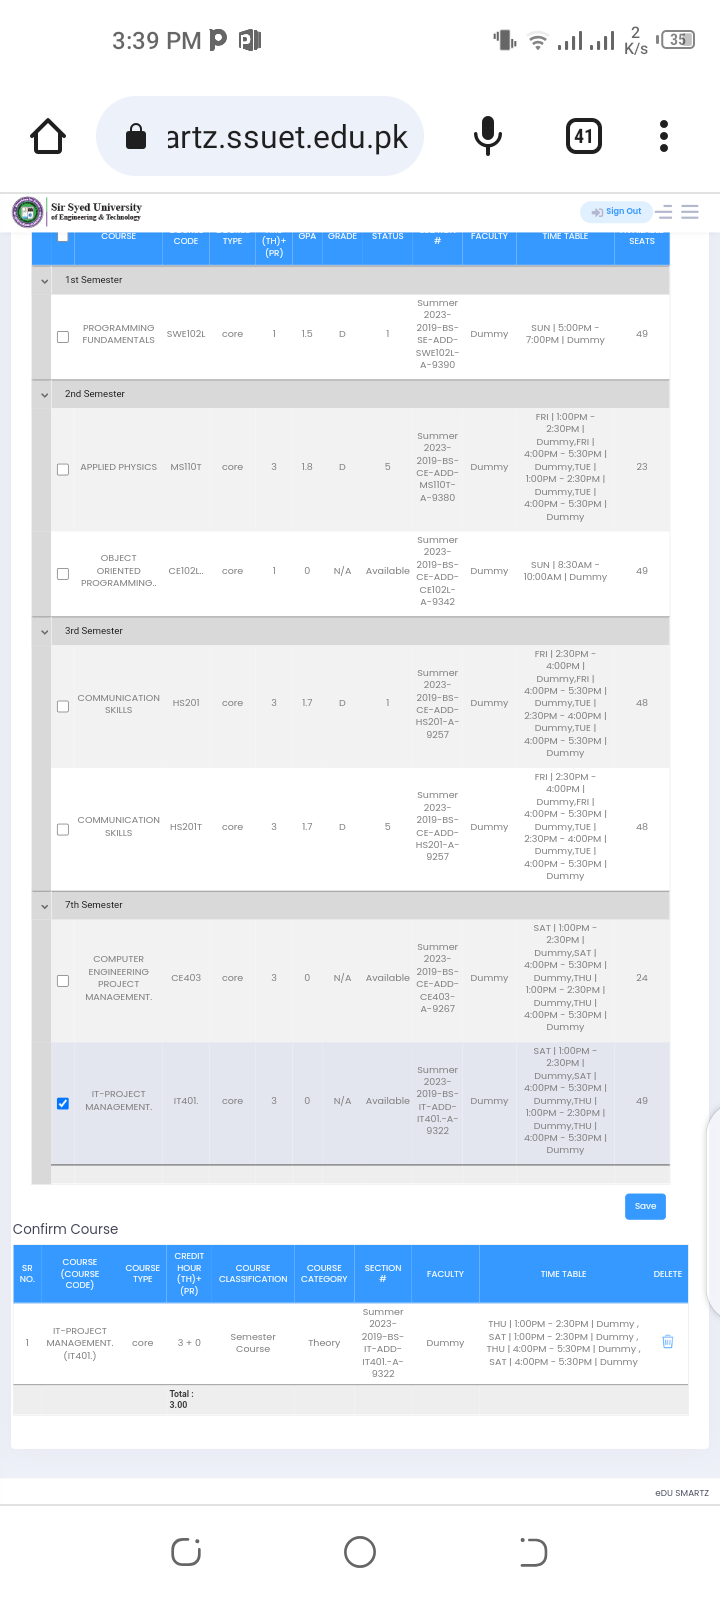 3:39 PM
2
K/s
35
artz.ssuet.edu.pk
41
Sir Syed University
of Engineering & Technology
Sign Out
COURSE
CODE
TYPE
(TH)+
(PR)
GPA
GRADE
STATUS
#
FACULTY
TIME TABLE
SEATS
1st Semester
PROGRAMMING
FUNDAMENTALS
SWE102L
core
1
1.5
D
1
Summer
2023-
2019-BS-
SE-ADD-
SWE102L-
A-9390
Dummy
SUN | 5:00PM -
7:00PM | Dummy
49
2nd Semester
APPLIED PHYSICS
MS110T
core
3
1.8
D
5
Summer
2023-
2019-BS-
CE-ADD-
MS110T-
A-9380
Dummy
FRI | 1:00PM -
2:30PM |
Dummy,FRI |
4:00PM - 5:30PM |
Dummy,TUE |
1:00PM - 2:30PM |
Dummy,TUE |
4:00PM - 5:30PM |
Dummy
23
OBJECT
ORIENTED
PROGRAMMING..
CE102L..
core
1
0
N/A
Available
Summer
2023-
2019-BS-
CE-ADD-
CE102L-
A-9342
Dummy
SUN | 8:30AM -
10:00AM | Dummy
49
3rd Semester
COMMUNICATION
SKILLS
HS201
core
3
1.7
D
1
Summer
2023-
2019-BS-
CE-ADD-
HS201-A-
9257
Dummy
FRI | 2:30PM -
4:00PM |
Dummy,FRI |
4:00PM - 5:30PM |
Dummy,TUE |
2:30PM - 4:00PM |
Dummy,TUE |
4:00PM - 5:30PM |
Dummy
48
COMMUNICATION
SKILLS
HS201T
core
3
1.7
D
5
Summer
2023-
2019-BS-
CE-ADD-
HS201-A-
9257
Dummy
FRI | 2:30PM -
4:00PM |
Dummy,FRI |
4:00PM - 5:30PM |
Dummy,TUE |
2:30PM - 4:00PM |
Dummy,TUE |
4:00PM - 5:30PM |
Dummy
48
7th Semester
COMPUTER
ENGINEERING
PROJECT
MANAGEMENT.
CE403
core
3
0
N/A
Available
Summer
2023-
2019-BS-
CE-ADD-
CE403-
A-9267
Dummy
SAT | 1:00PM -
2:30PM |
Dummy,SAT |
4:00PM - 5:30PM |
Dummy,THU |
1:00PM - 2:30PM |
Dummy,THU |
4:00PM - 5:30PM |
Dummy
24
IT-PROJECT
MANAGEMENT.
IT401.
core
3
0
N/A
Available
Summer
2023-
2019-BS-
IT-ADD-
IT401.-A-
9322
Dummy
SAT | 1:00PM -
2:30PM |
Dummy,SAT |
4:00PM - 5:30PM |
Dummy,THU |
1:00PM - 2:30PM |
Dummy,THU |
4:00PM - 5:30PM |
Dummy
49
Save
Confirm Course
SR
NO.
COURSE
(COURSE
CODE)
COURSE
TYPE
CREDIT
HOUR
(TH)+
(PR)
COURSE
CLASSIFICATION
COURSE
CATEGORY
SECTION
#
FACULTY
TIME TABLE
DELETE
1
IT-PROJECT
MANAGEMENT.
(IT401.)
core
3 + 0
Semester
Course
Theory
Summer
2023-
2019-BS-
IT-ADD-
IT401.-A-
9322
Dummy
THU | 1:00PM - 2:30PM | Dummy ,
SAT | 1:00PM - 2:30PM | Dummy ,
THU | 4:00PM - 5:30PM | Dummy ,
SAT | 4:00PM - 5:30PM | Dummy
Total :
3.00
eDU SMARTZ